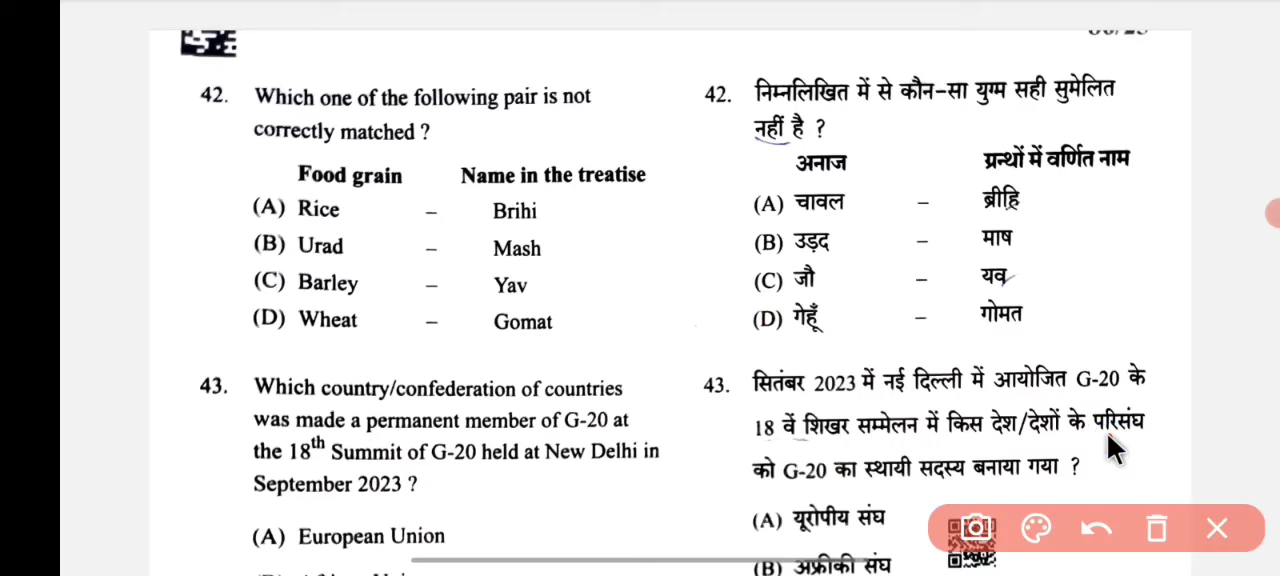 42. Which one of the following pair is not
correctly matched ?
Food grain Name in the treatise
(A) Rice – Brihi
(B) Urad – Mash
(C) Barley – Yav
(D) Wheat – Gomat
43. Which country/confederation of countries
was made a permanent member of G-20 at
the 18th Summit of G-20 held at New Delhi in
September 2023 ?
(A) European Union
42. निम्नलिखित में से कौन-सा युग्म सही सुमेलित
नहीं है ?
अनाज ग्रन्थों में वर्णित नाम
(A) चावल – ब्रीहि
(B) उड़द – माष
(C) जौ – यव
(D) गेहूँ – गोमत
43. सितंबर 2023 में नई दिल्ली में आयोजित G-20 के
18 वें शिखर सम्मेलन में किस देश/देशों के परिसंघ
को G-20 का स्थायी सदस्य बनाया गया ?
(A) यूरोपीय संघ
(B) अफ्रीकी संघ